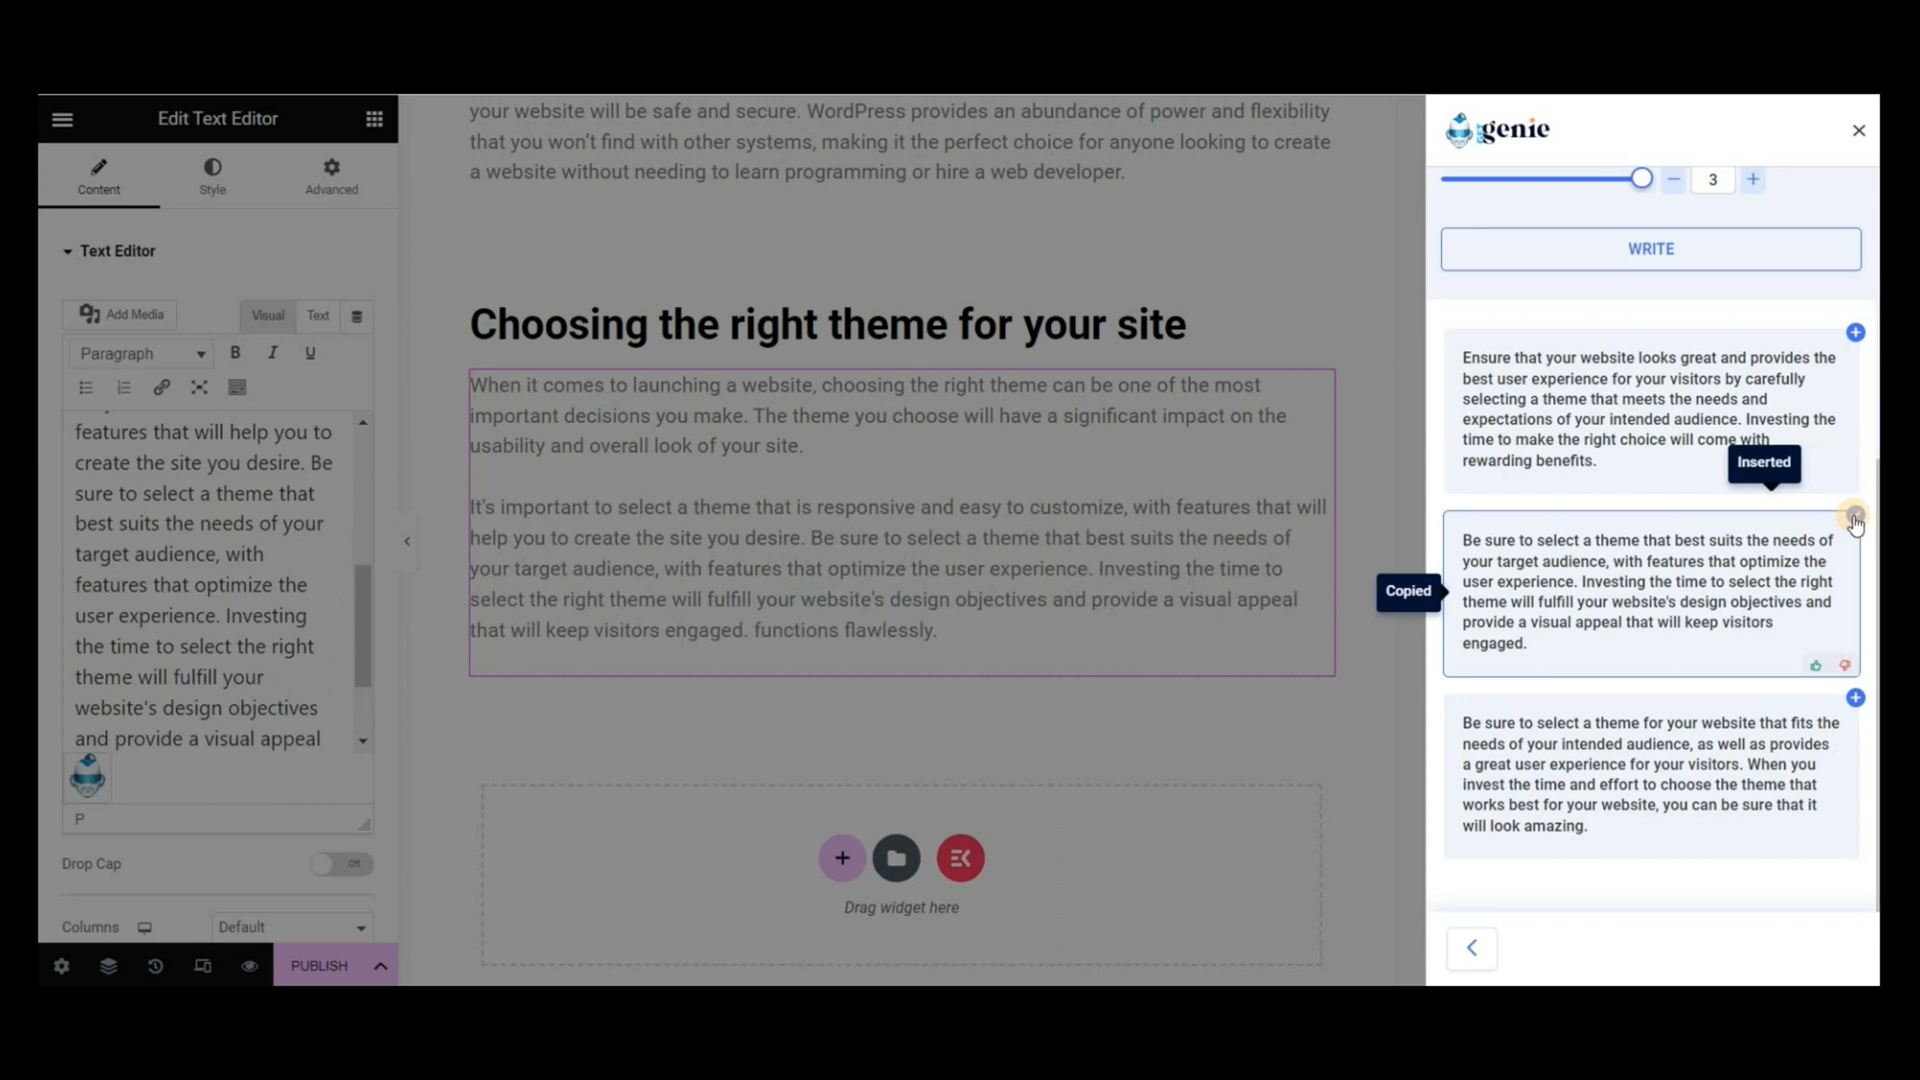 Edit Text Editor
Content
Style
Advanced
Text Editor
Add Media
Visual
Text
Paragraph
B
I
U
features that will help you to
create the site you desire. Be
sure to select a theme that
best suits the needs of your
target audience, with
features that optimize the
user experience. Investing
the time to select the right
theme will fulfill your
website's design objectives
and provide a visual appeal
P
Drop Cap
Off
Columns
Default
PUBLISH
your website will be safe and secure. WordPress provides an abundance of power and flexibility
that you won't find with other systems, making it the perfect choice for anyone looking to create
a website without needing to learn programming or hire a web developer.
Choosing the right theme for your site
When it comes to launching a website, choosing the right theme can be one of the most
important decisions you make. The theme you choose will have a significant impact on the
usability and overall look of your site.
It's important to select a theme that is responsive and easy to customize, with features that will
help you to create the site you desire. Be sure to select a theme that best suits the needs of
your target audience, with features that optimize the user experience. Investing the time to
select the right theme will fulfill your website's design objectives and provide a visual appeal
that will keep visitors engaged. functions flawlessly.
Drag widget here
GET genie
3
WRITE
Ensure that your website looks great and provides the
best user experience for your visitors by carefully
selecting a theme that meets the needs and
expectations of your intended audience. Investing the
time to make the right choice will come with
rewarding benefits.
Inserted
Be sure to select a theme that best suits the needs of
your target audience, with features that optimize the
user experience. Investing the time to select the right
theme will fulfill your website's design objectives and
provide a visual appeal that will keep visitors
engaged.
Copied
Be sure to select a theme for your website that fits the
needs of your intended audience, as well as provides
a great user experience for your visitors. When you
invest the time and effort to choose the theme that
works best for your website, you can be sure that it
will look amazing.